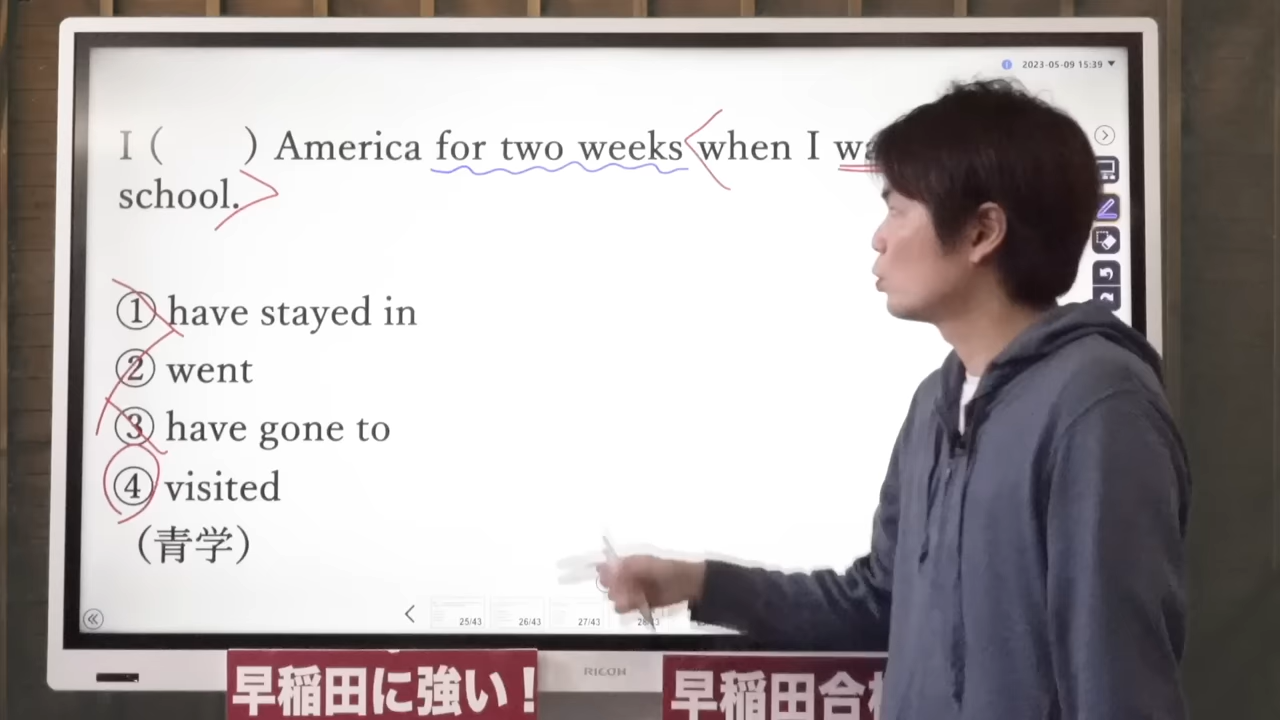 2023-05-09 15:39
I ( ) America for two weeks when I
school.
① have stayed in
② went
③ have gone to
④ visited
(青学)
25/43 26/43 27/43
RICOH
早稲田に強い!
早稲田合